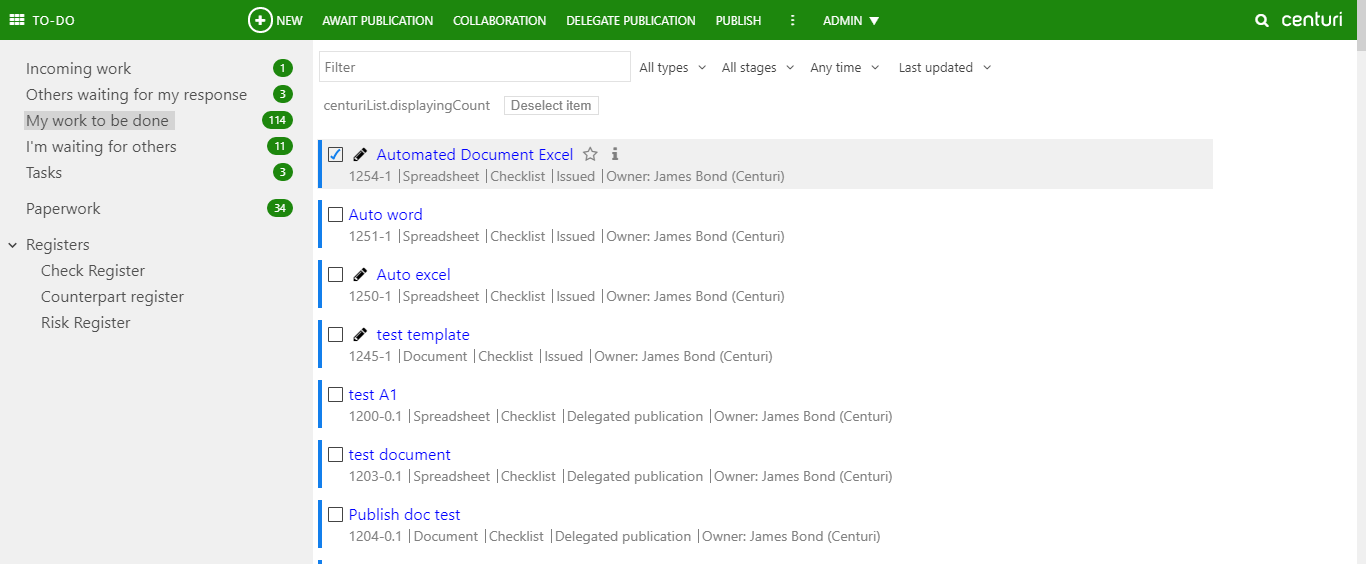 TO-DO NEW AWAIT PUBLICATION COLLABORATION DELEGATE PUBLICATION PUBLISH ADMIN centuri
Incoming work 1
Others waiting for my response 3
My work to be done 114
I'm waiting for others 11
Tasks 3
Paperwork 34
Registers
Check Register
Counterpart register
Risk Register
Filter All types All stages Any time Last updated
centuriList.displayingCount Deselect item
Automated Document Excel
1254-1 |Spreadsheet |Checklist |Issued |Owner: James Bond (Centuri)
Auto word
1251-1 |Spreadsheet |Checklist |Issued |Owner: James Bond (Centuri)
Auto excel
1250-1 |Spreadsheet |Checklist |Issued |Owner: James Bond (Centuri)
test template
1245-1 |Document |Checklist |Issued |Owner: James Bond (Centuri)
test A1
1200-0.1 |Spreadsheet |Checklist |Delegated publication |Owner: James Bond (Centuri)
test document
1203-0.1 |Spreadsheet |Checklist |Delegated publication |Owner: James Bond (Centuri)
Publish doc test
1204-0.1 |Document |Checklist |Delegated publication |Owner: James Bond (Centuri)